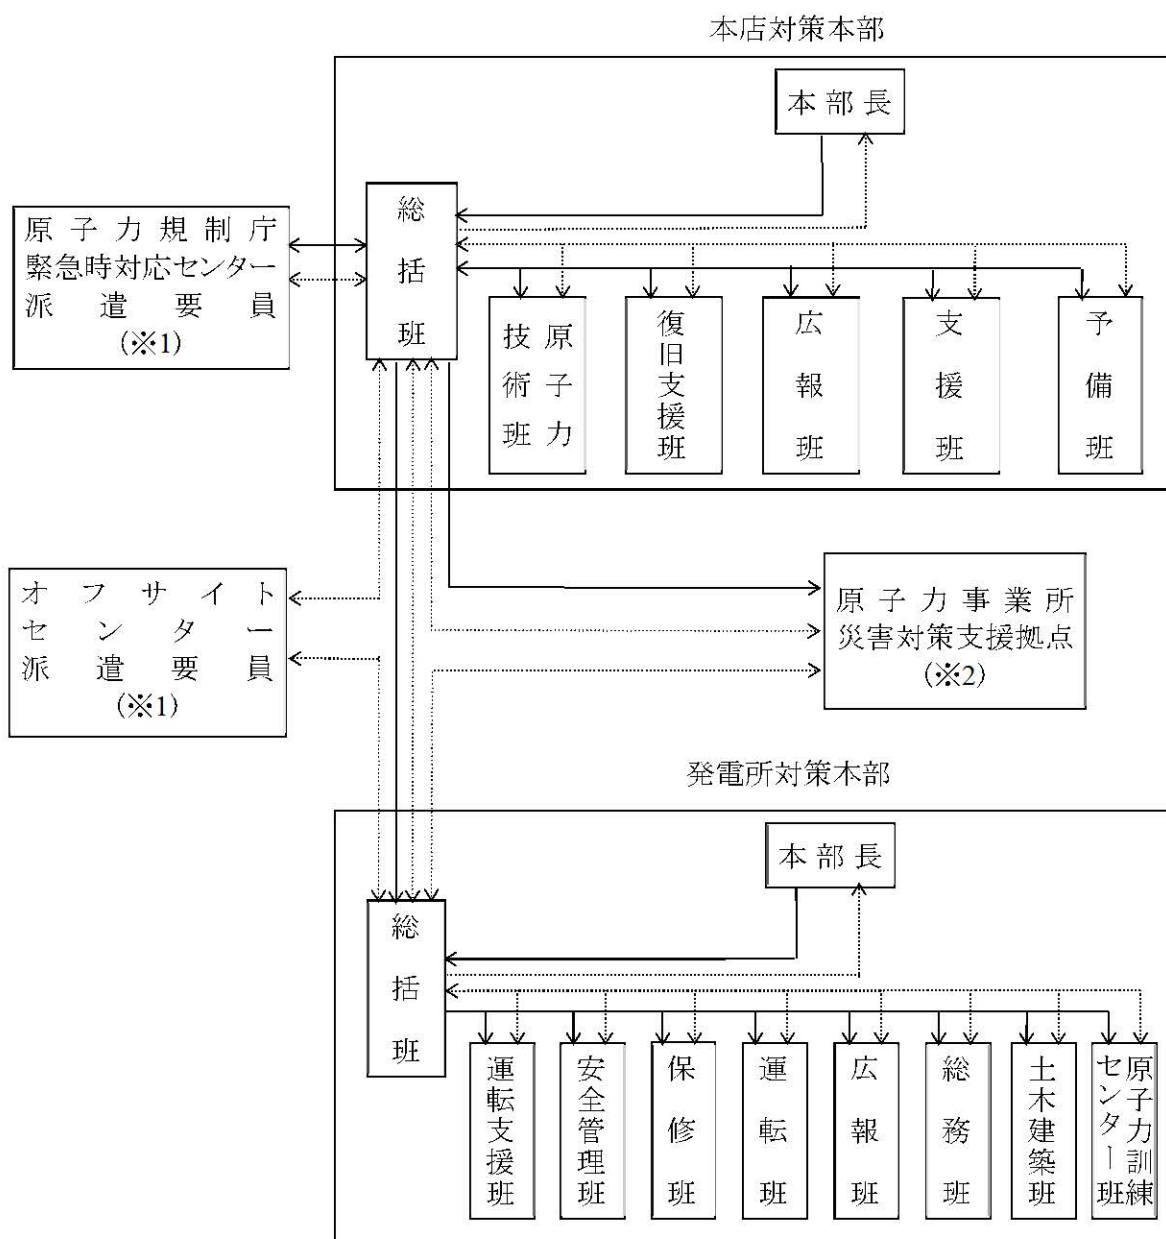 本店対策本部
本部長
総括班
原子力規制庁
緊急時対応センター
派遣要員
(※1)
原子力
技術班
復旧支援班
広報班
支援班
予備班
オフサイト
センター
派遣要員
(※1)
原子力事業所
災害対策支援拠点
(※2)
発電所対策本部
本部長
総括班
運転支援班
安全管理班
保修班
運転班
広報班
総務班
土木建築班
原子力訓練
センター班